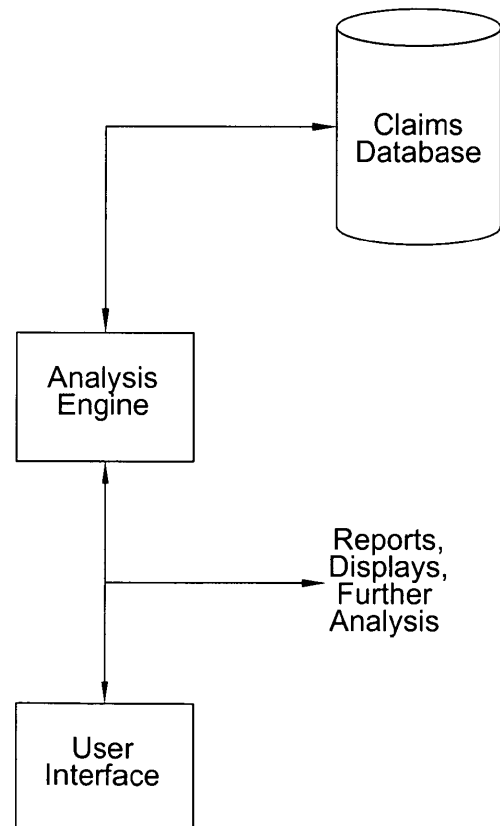 Claims
Database
Analysis
Engine
Reports,
Displays,
Further
Analysis
User
Interface